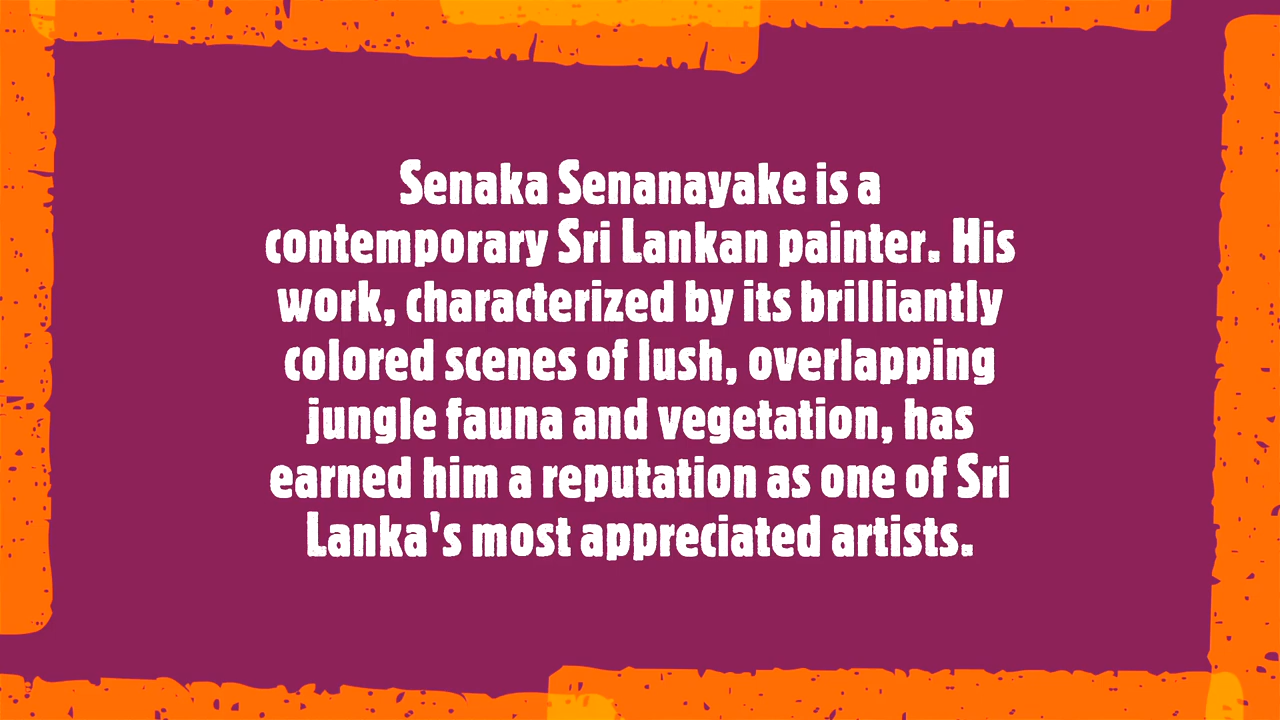 Senaka Senanayake is a
contemporary Sri Lankan painter. His
work, characterized by its brilliantly
colored scenes of lush, overlapping
jungle fauna and vegetation, has
earned him a reputation as one of Sri
Lanka's most appreciated artists.